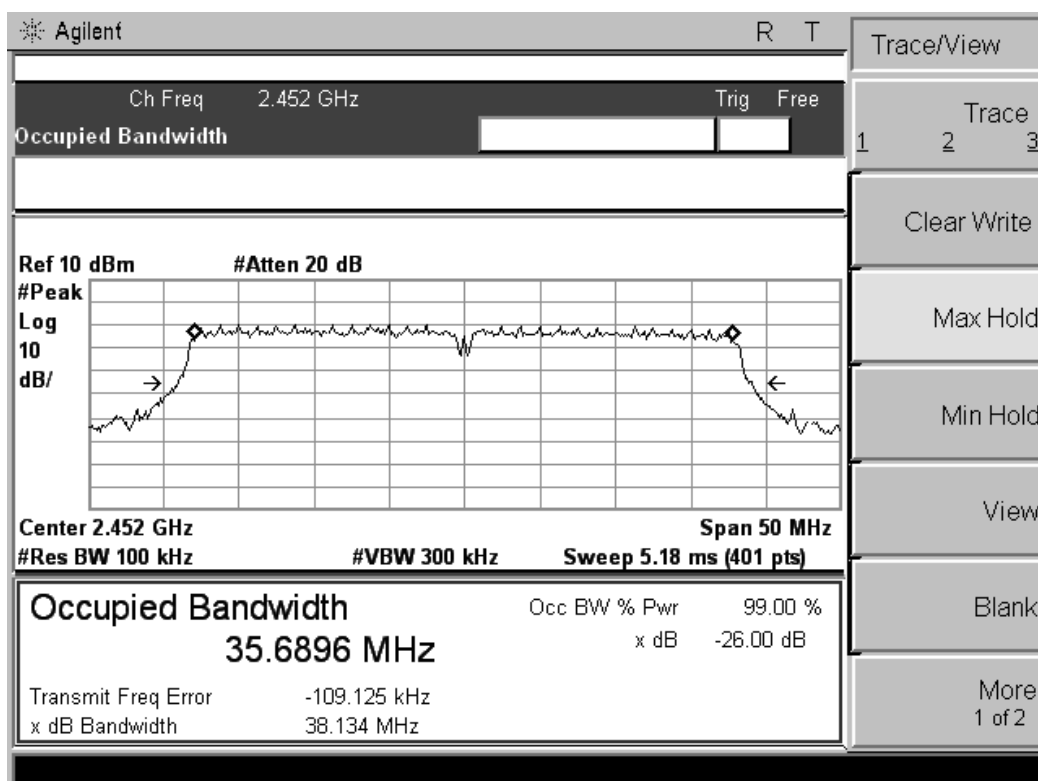 Agilent R T
Trace/View
Ch Freq 2.452 GHz Trig Free
Occupied Bandwidth
Trace
1 2 3
Clear Write
Ref 10 dBm #Atten 20 dB
#Peak
Log
10
dB/
Max Hold
Min Hold
View
Center 2.452 GHz Span 50 MHz
#Res BW 100 kHz #VBW 300 kHz Sweep 5.18 ms (401 pts)
Occupied Bandwidth
35.6896 MHz
Occ BW % Pwr 99.00 %
x dB -26.00 dB
Transmit Freq Error -109.125 kHz
x dB Bandwidth 38.134 MHz
Blank
More
1 of 2